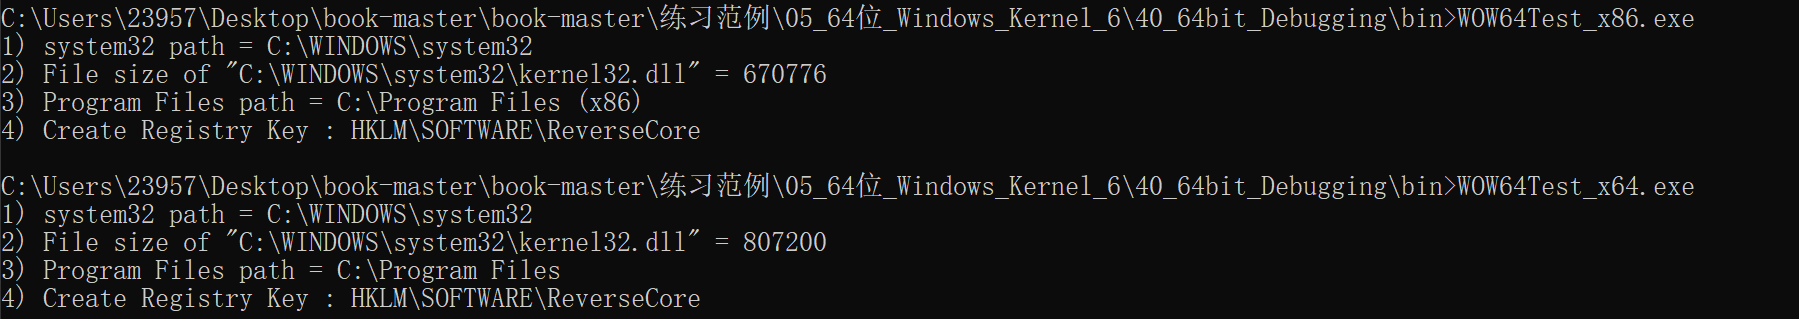 C:\Users\23957\Desktop\book-master\book-master\练习范例\05_64位_Windows_Kernel_6\40_64bit_Debugging\bin>WOW64Test_x86.exe
1) system32 path = C:\WINDOWS\system32
2) File size of "C:\WINDOWS\system32\kernel32.dll" = 670776
3) Program Files path = C:\Program Files (x86)
4) Create Registry Key : HKLM\SOFTWARE\ReverseCore
C:\Users\23957\Desktop\book-master\book-master\练习范例\05_64位_Windows_Kernel_6\40_64bit_Debugging\bin>WOW64Test_x64.exe
1) system32 path = C:\WINDOWS\system32
2) File size of "C:\WINDOWS\system32\kernel32.dll" = 807200
3) Program Files path = C:\Program Files
4) Create Registry Key : HKLM\SOFTWARE\ReverseCore